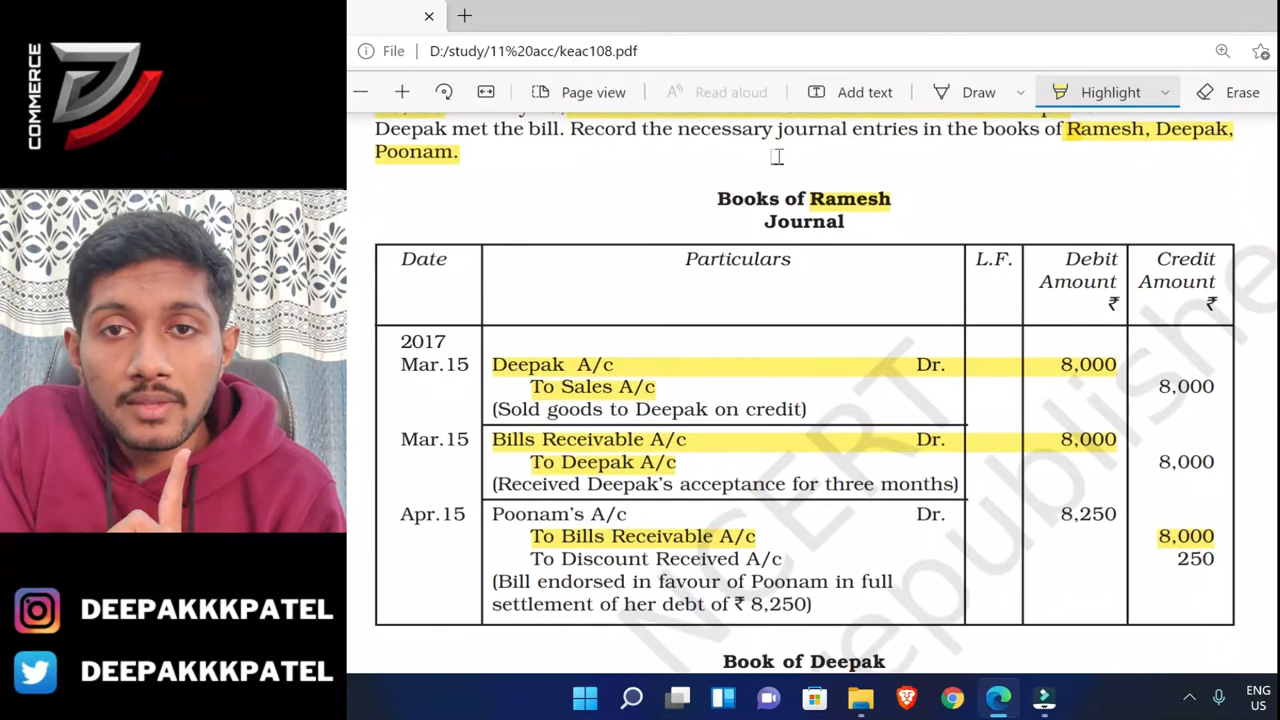 COMMERCE
DEEPAKKKPATEL
DEEPAKKKPATEL
File D:/study/11%20acc/keac108.pdf
Page view Read aloud Add text Draw Highlight Erase
Deepak met the bill. Record the necessary journal entries in the books of Ramesh, Deepak,
Poonam.
Books of Ramesh
Journal
Date Particulars L.F. Debit Credit
Amount Amount
₹ ₹
2017
Mar.15 Deepak A/c Dr. 8,000
To Sales A/c 8,000
(Sold goods to Deepak on credit)
Mar.15 Bills Receivable A/c Dr. 8,000
To Deepak A/c 8,000
(Received Deepak's acceptance for three months)
Apr.15 Poonam's A/c Dr. 8,250
To Bills Receivable A/c 8,000
To Discount Received A/c 250
(Bill endorsed in favour of Poonam in full
settlement of her debt of ₹ 8,250)
Book of Deepak
NCERT
republishe
ENG
US